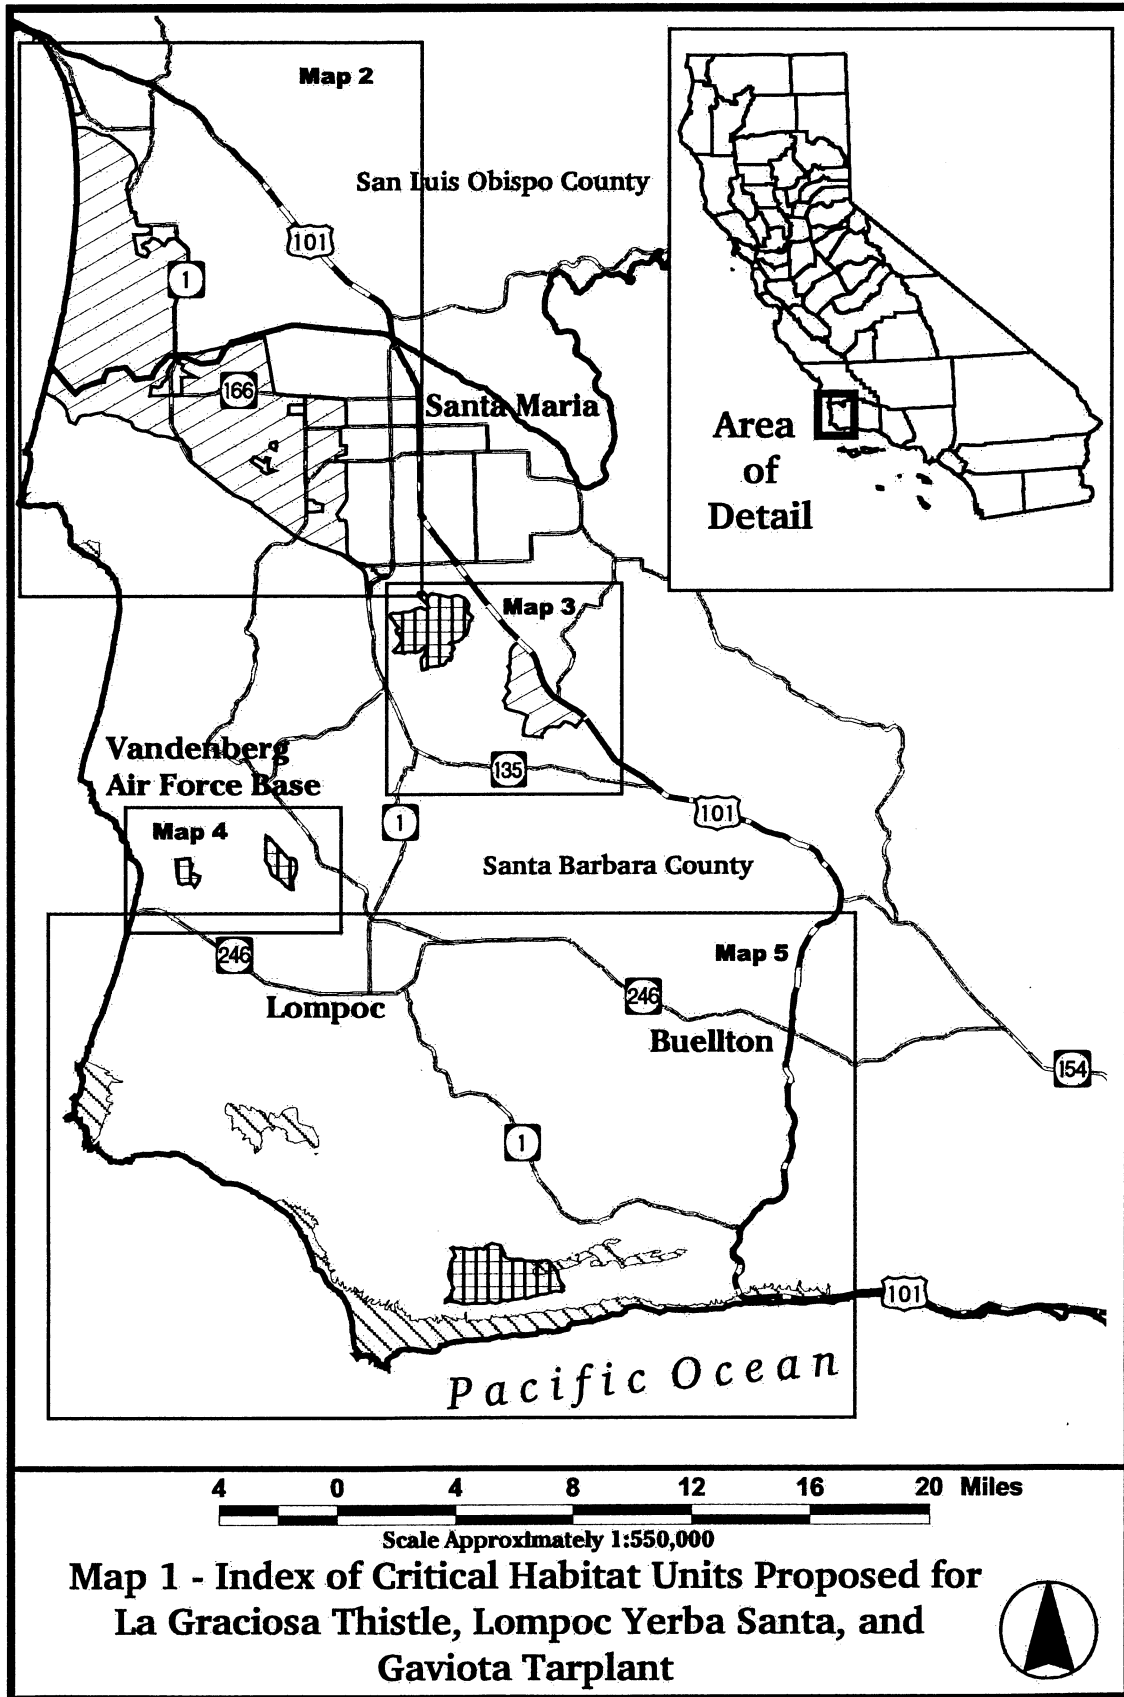 Map 2
San Luis Obispo County
101
1
166
Santa Maria
Area
of
Detail
Map 3
Vandenberg
Air Force Base
135
101
Map 4
1
Santa Barbara County
246
Map 5
246
Lompoc
Buellton
154
1
101
Pacific Ocean
4 0 4 8 12 16 20 Miles
Scale Approximately 1:550,000
Map 1 - Index of Critical Habitat Units Proposed for
La Graciosa Thistle, Lompoc Yerba Santa, and
Gaviota Tarplant